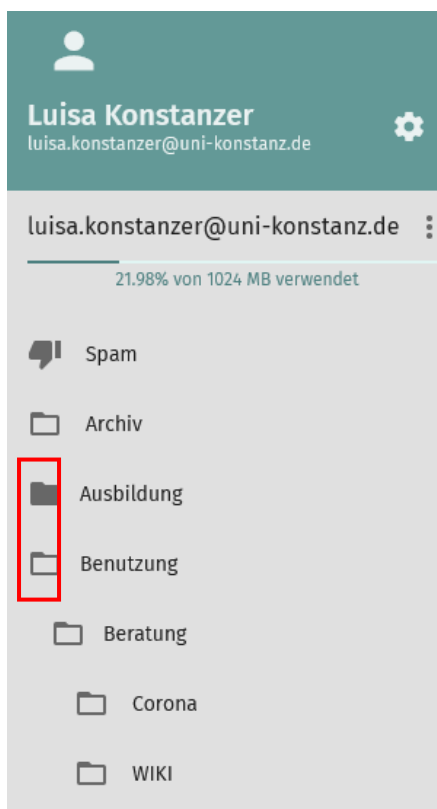 Luisa Konstanzer
luisa.konstanzer@uni-konstanz.de
luisa.konstanzer@uni-konstanz.de
21.98% von 1024 MB verwendet
Spam
Archiv
Ausbildung
Benutzung
Beratung
Corona
WIKI